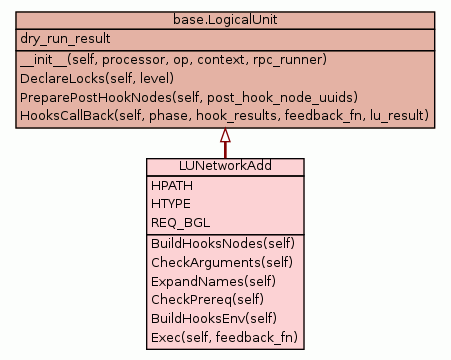 base.LogicalUnit
dry_run_result
__init__(self, processor, op, context, rpc_runner)
DeclareLocks(self, level)
PreparePostHookNodes(self, post_hook_node_uuids)
HooksCallBack(self, phase, hook_results, feedback_fn, lu_result)
LUNetworkAdd
HPATH
HTYPE
REQ_BGL
BuildHooksNodes(self)
CheckArguments(self)
ExpandNames(self)
CheckPrereq(self)
BuildHooksEnv(self)
Exec(self, feedback_fn)